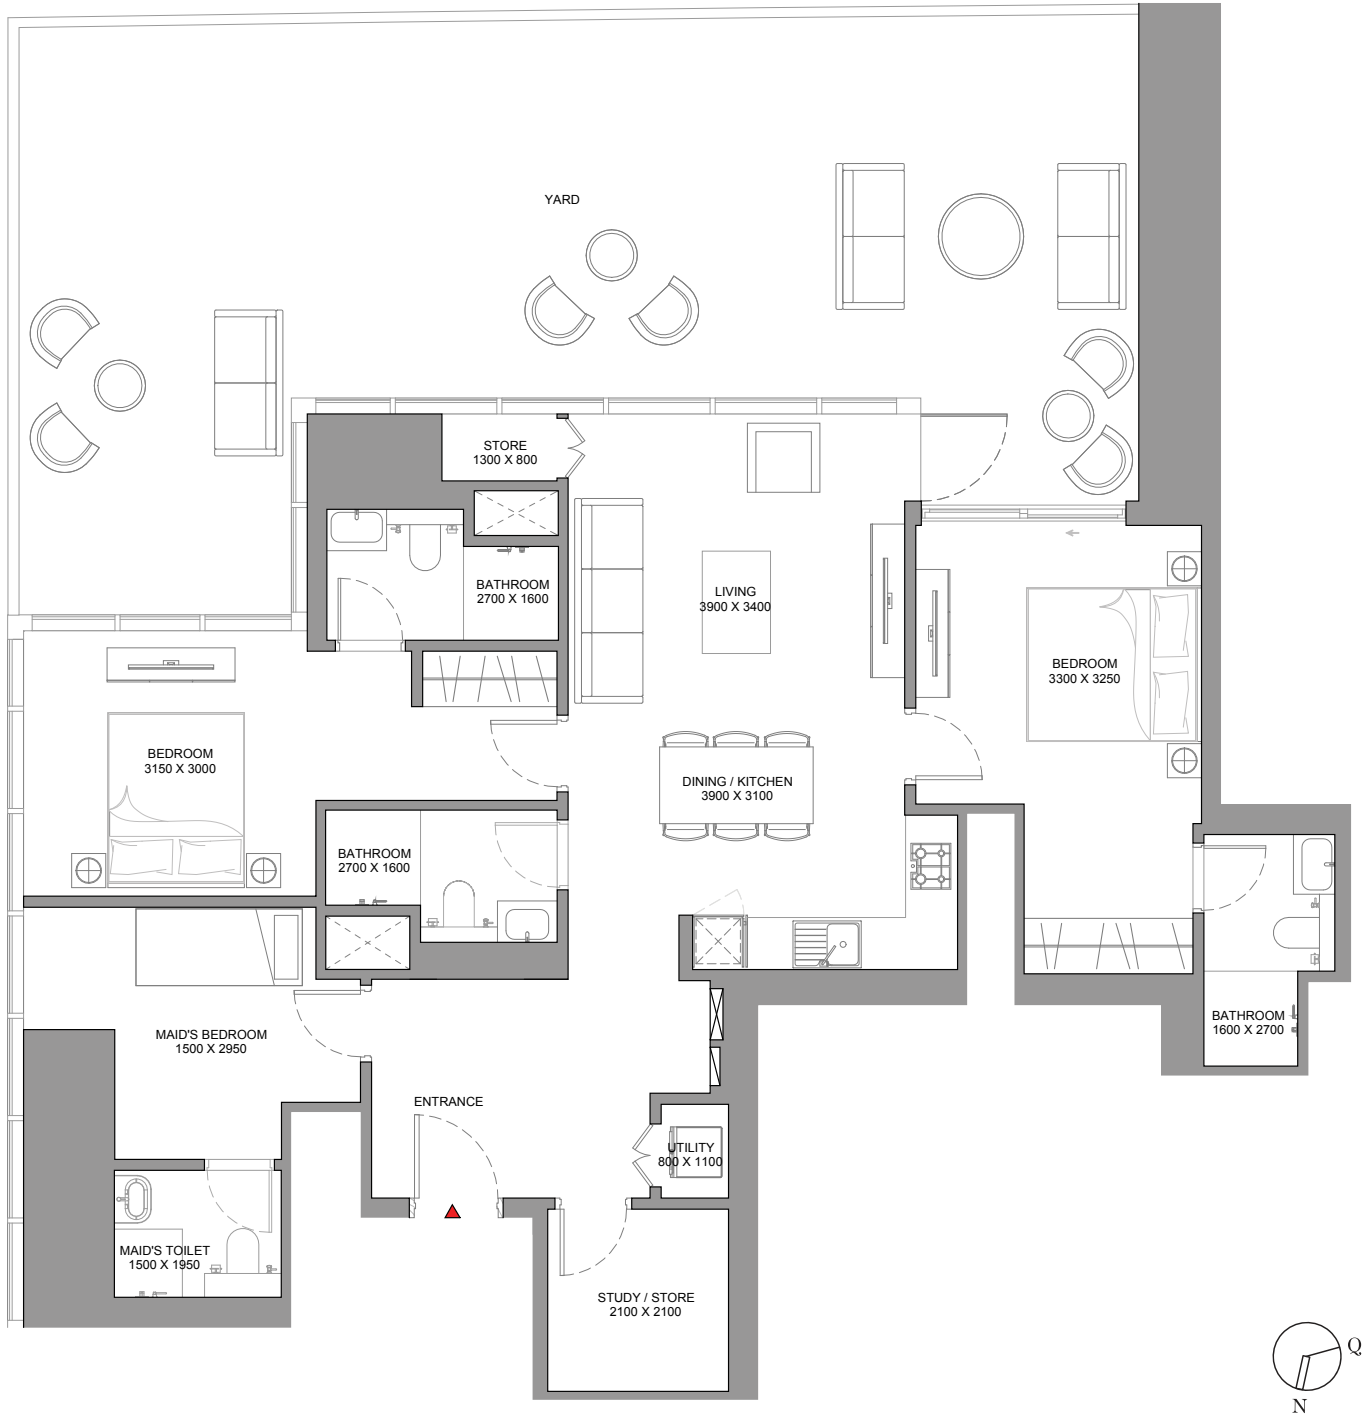 YARD
STORE
1300 X 800
BATHROOM
2700 X 1600
LIVING
3900 X 3400
BEDROOM
3300 X 3250
BEDROOM
3150 X 3000
DINING / KITCHEN
3900 X 3100
BATHROOM
2700 X 1600
MAID'S BEDROOM
1500 X 2950
BATHROOM
1600 X 2700
ENTRANCE
UTILITY
800 X 1100
MAID'S TOILET
1500 X 1950
STUDY / STORE
2100 X 2100
Q
N